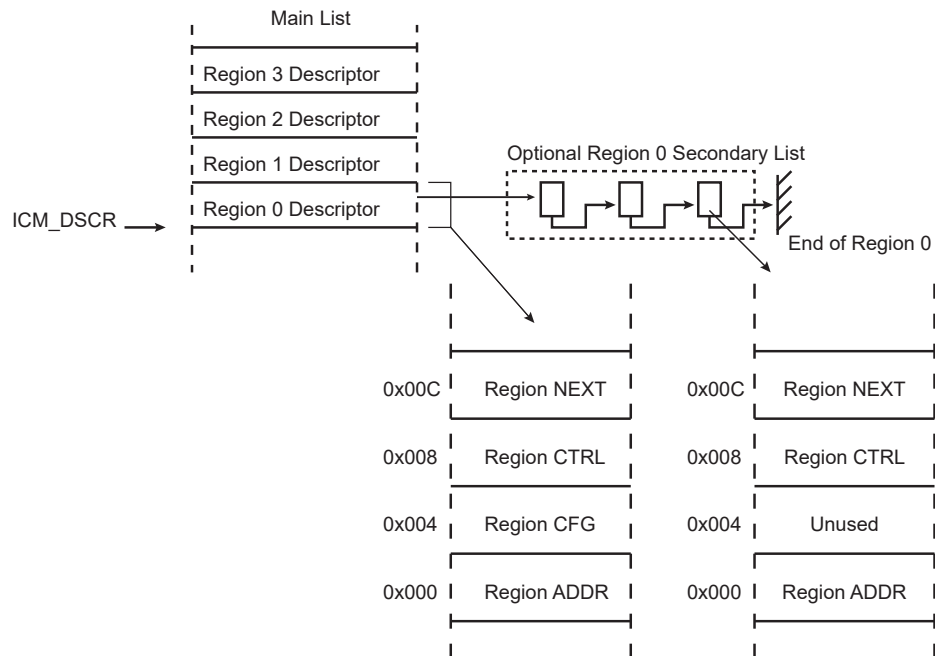 Main List
Region 3 Descriptor
Region 2 Descriptor
Region 1 Descriptor
Region 0 Descriptor
ICM_DSCR
Optional Region 0 Secondary List
End of Region 0
0x00C Region NEXT
0x008 Region CTRL
0x004 Region CFG
0x000 Region ADDR
0x00C Region NEXT
0x008 Region CTRL
0x004 Unused
0x000 Region ADDR